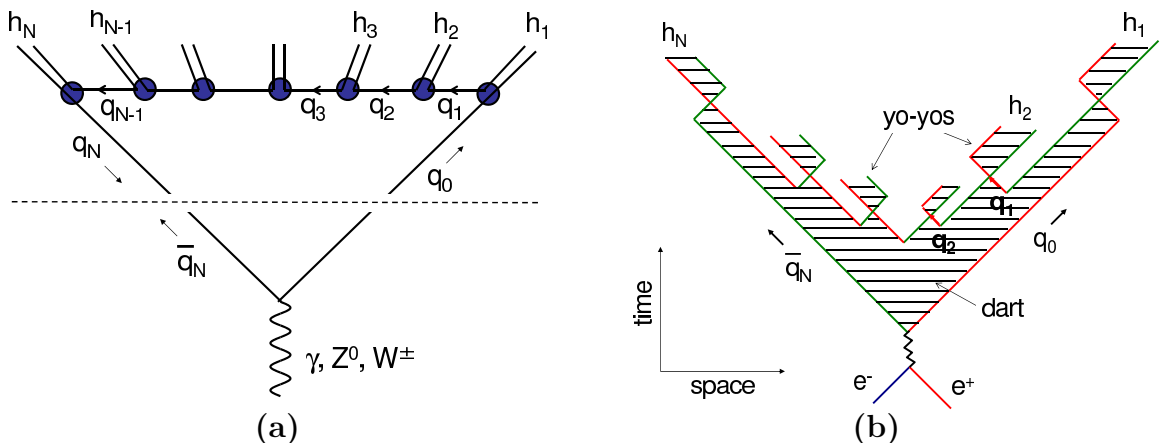 h_N h_{N-1} h_3 h_2 h_1
q_{N-1} q_3 q_2 q_1
q_N q_0
q̅_N
γ, Z⁰, W±
(a)
h_N h_1
yo-yos h_2
q_1
q_2
q̅_N q_0
dart
time
space
e⁻ e⁺
(b)